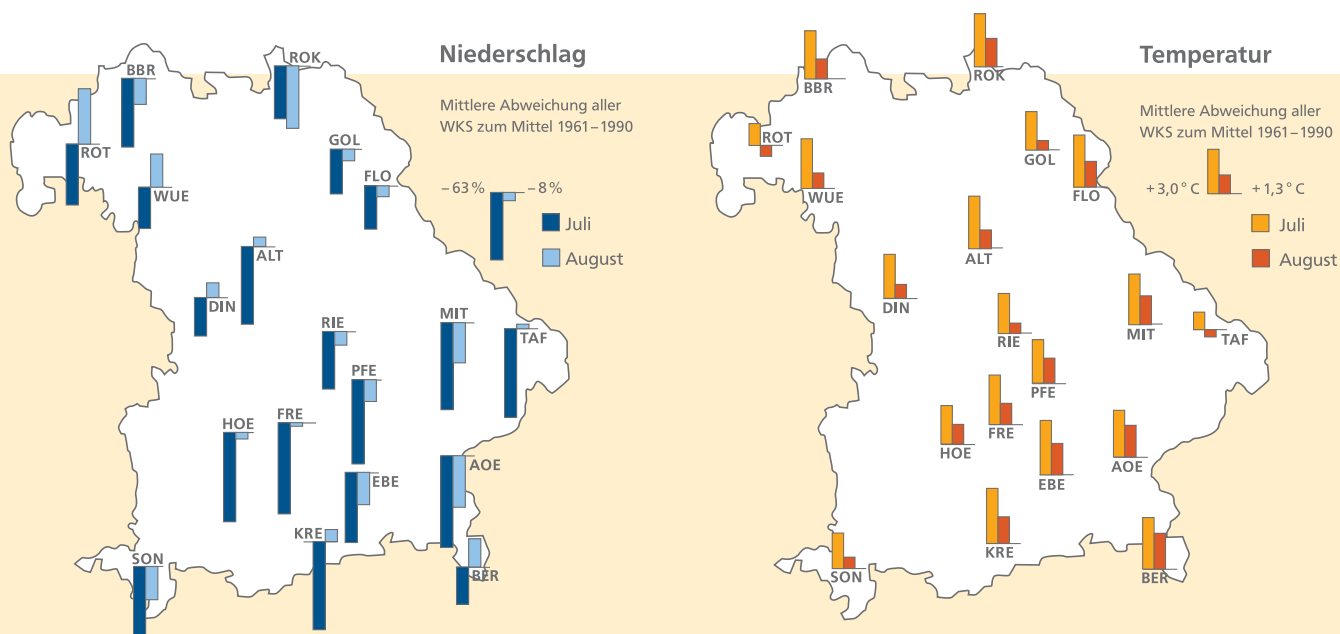 Niederschlag
Mittlere Abweichung aller
WKS zum Mittel 1961–1990
–63% –8%
Juli
August
BBR
ROK
ROT
WUE
GOL
FLO
ALT
DIN
RIE
MIT
TAF
PFE
HOE
FRE
AOE
EBE
KRE
SON
BER
Temperatur
Mittlere Abweichung aller
WKS zum Mittel 1961–1990
+3,0°C +1,3°C
Juli
August
BBR
ROK
ROT
WUE
GOL
FLO
ALT
DIN
RIE
MIT
TAF
PFE
FRE
HOE
EBE
AOE
KRE
SON
BER